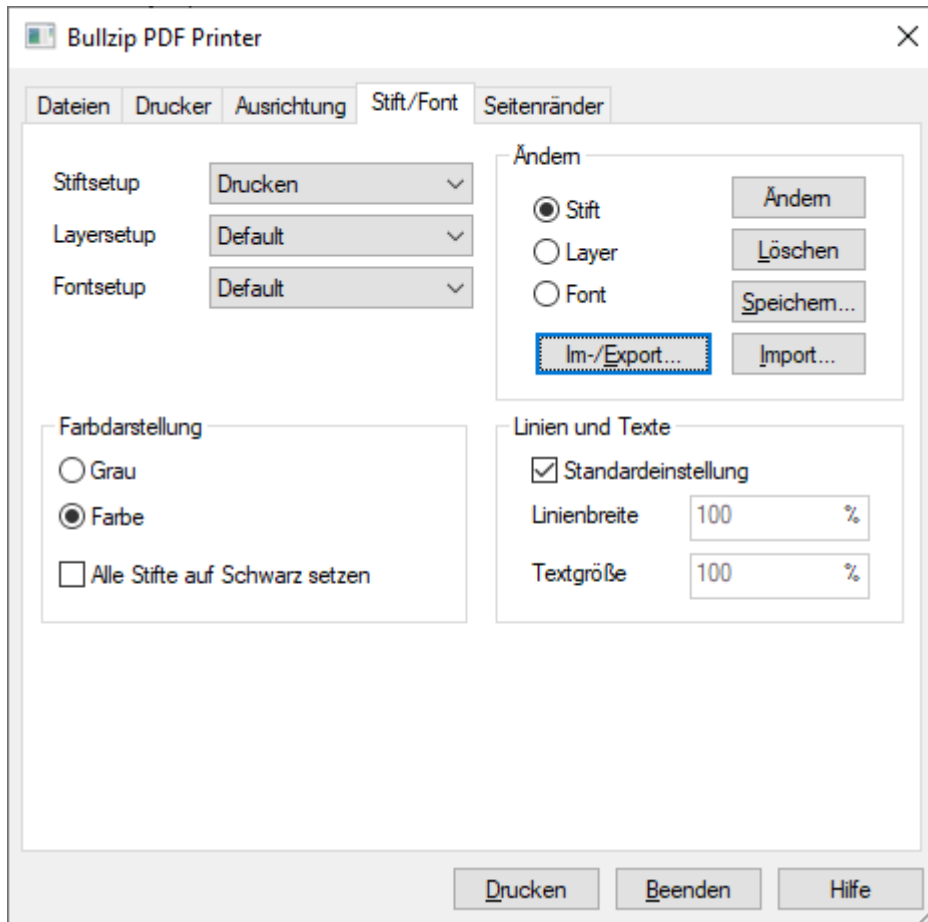 Bullzip PDF Printer
Dateien Drucker Ausrichtung Stift/Font Seitenränder
Stiftsetup Drucken
Layersetup Default
Fontsetup Default
Ändern
Stift Ändern
Layer Löschen
Font Speichern...
Im-/Export... Import...
Farbdarstellung
Grau
Farbe
Alle Stifte auf Schwarz setzen
Linien und Texte
Standardeinstellung
Linienbreite 100 %
Textgröße 100 %
Drucken Beenden Hilfe